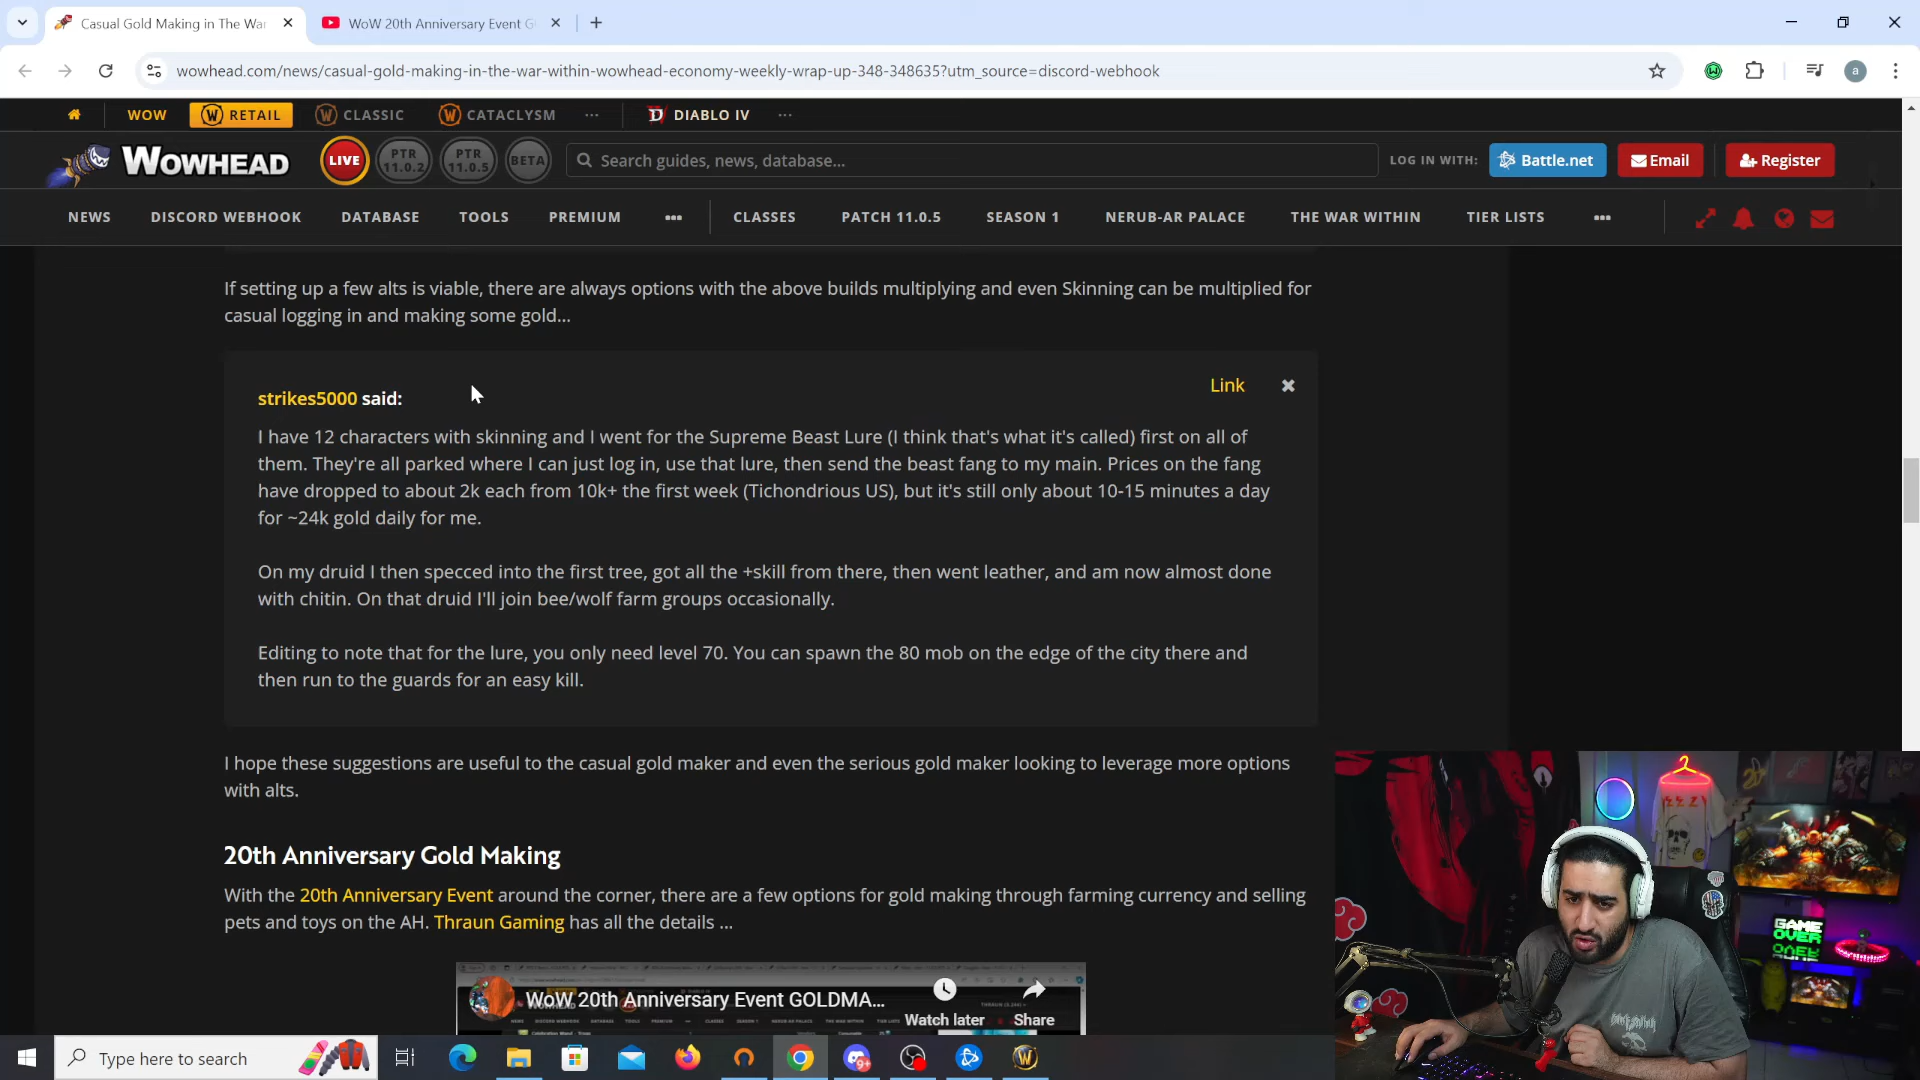 Casual Gold Making in The War
WoW 20th Anniversary Event G
wowhead.com/news/casual-gold-making-in-the-war-within-wowhead-economy-weekly-wrap-up-348-348635?utm_source=discord-webhook
a
WOW RETAIL CLASSIC CATACLYSM ... DIABLO IV ...
WOWHEAD LIVE PTR 11.0.2 PTR 11.0.5 BETA Search guides, news, database... LOG IN WITH: Battle.net Email Register
NEWS DISCORD WEBHOOK DATABASE TOOLS PREMIUM ... CLASSES PATCH 11.0.5 SEASON 1 NERUB-AR PALACE THE WAR WITHIN TIER LISTS ...
If setting up a few alts is viable, there are always options with the above builds multiplying and even Skinning can be multiplied for
casual logging in and making some gold...
Link
strikes5000 said:
I have 12 characters with skinning and I went for the Supreme Beast Lure (I think that's what it's called) first on all of
them. They're all parked where I can just log in, use that lure, then send the beast fang to my main. Prices on the fang
have dropped to about 2k each from 10k+ the first week (Tichondrious US), but it's still only about 10-15 minutes a day
for ~24k gold daily for me.
On my druid I then specced into the first tree, got all the +skill from there, then went leather, and am now almost done
with chitin. On that druid I'll join bee/wolf farm groups occasionally.
Editing to note that for the lure, you only need level 70. You can spawn the 80 mob on the edge of the city there and
then run to the guards for an easy kill.
I hope these suggestions are useful to the casual gold maker and even the serious gold maker looking to leverage more options
with alts.
20th Anniversary Gold Making
With the 20th Anniversary Event around the corner, there are a few options for gold making through farming currency and selling
pets and toys on the AH. Thraun Gaming has all the details ...
WoW 20th Anniversary Event GOLDMA...
Watch later Share
GAME
OVER
Type here to search